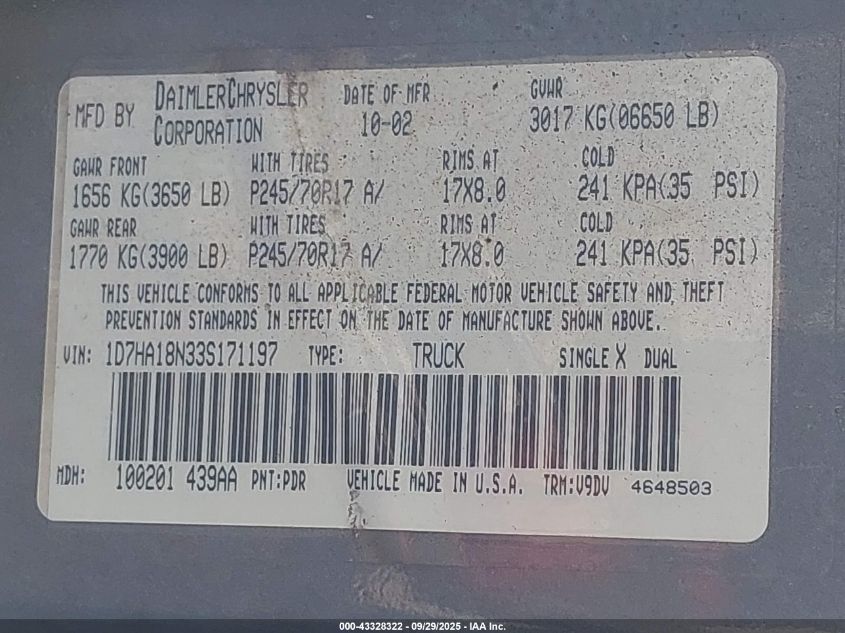 MFD BY DAIMLERCHRYSLER CORPORATION DATE OF MFR 10-02 GVWR 3017 KG(06650 LB)
GAWR FRONT WITH TIRES RIMS AT COLD
1656 KG(3650 LB) P245/70R17 A/ 17X8.0 241 KPA(35 PSI)
GAWR REAR WITH TIRES RIMS AT COLD
1770 KG(3900 LB) P245/70R17 A/ 17X8.0 241 KPA(35 PSI)
THIS VEHICLE CONFORMS TO ALL APPLICABLE FEDERAL MOTOR VEHICLE SAFETY AND THEFT
PREVENTION STANDARDS IN EFFECT ON THE DATE OF MANUFACTURE SHOWN ABOVE.
VIN: 1D7HA18N33S171197 TYPE: TRUCK SINGLE X DUAL
MDH: 100201 439AA PNT:PDR VEHICLE MADE IN U.S.A. TRM:V9DV 4648503
000-43328322 - 09/29/2025 - IAA Inc.